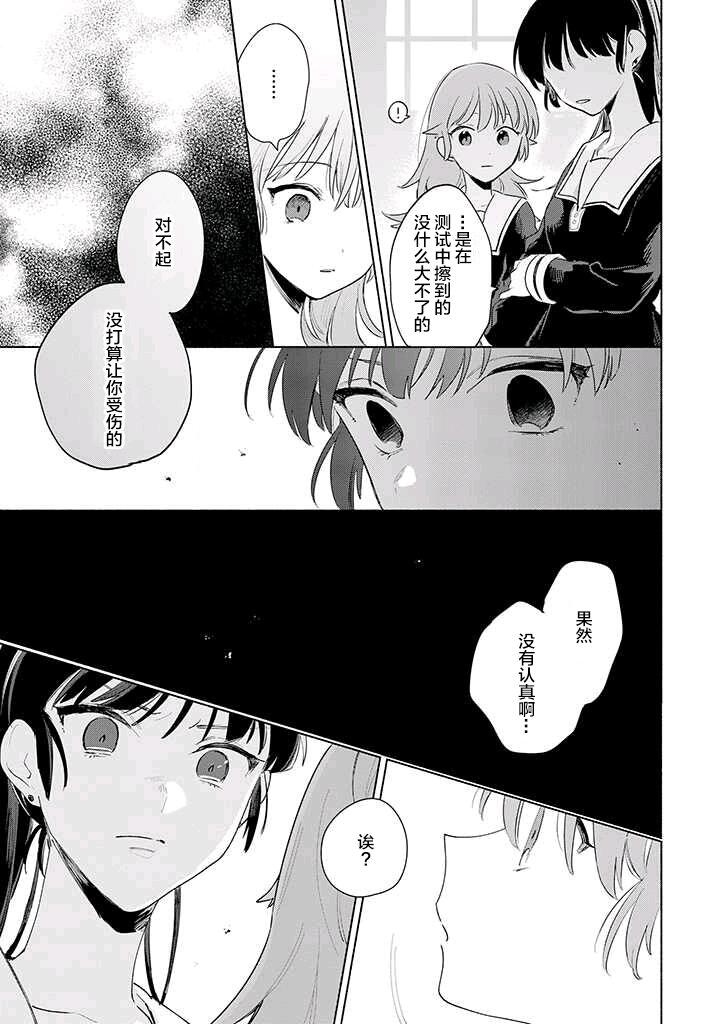 …是在
测试中擦到的
没什么大不了的
!
……
对不起
没打算让你受伤的
果然
没有认真啊…
诶？